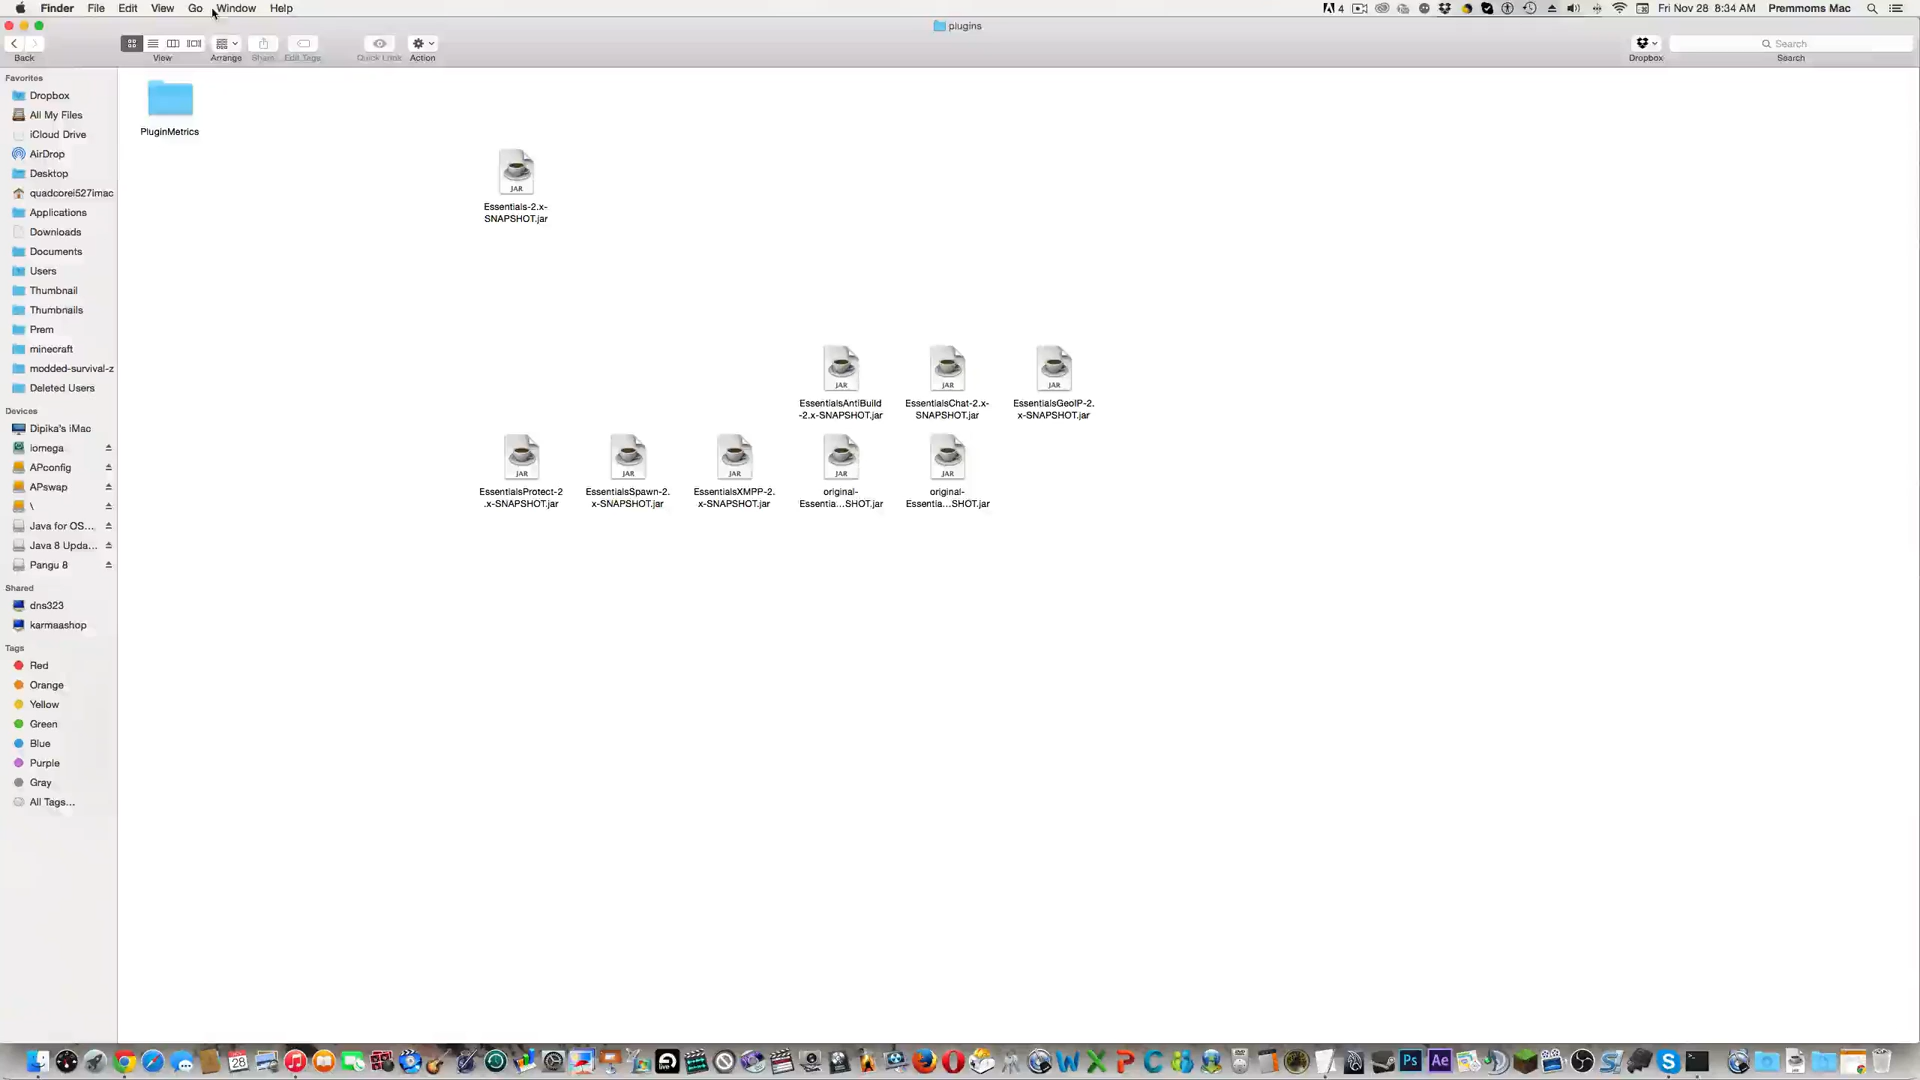 Finder File Edit View Go Window Help
4 Fri Nov 28 8:34 AM Premmoms Mac
plugins
Back
View
Arrange
Share
Edit Tags
Quick Look
Action
Dropbox
Search
Search
Favorites
Dropbox
All My Files
iCloud Drive
AirDrop
Desktop
quadcorei527imac
Applications
Downloads
Documents
Users
Thumbnail
Thumbnails
Prem
minecraft
modded-survival-z
Deleted Users
Devices
Dipika's iMac
iomega
APconfig
APswap
\
Java for OS...
Java 8 Upda...
Pangu 8
Shared
dns323
karmaashop
Tags
Red
Orange
Yellow
Green
Blue
Purple
Gray
All Tags...
PluginMetrics
JAR
Essentials-2.x-
SNAPSHOT.jar
JAR
EssentialsAntiBuild
-2.x-SNAPSHOT.jar
JAR
EssentialsChat-2.x-
SNAPSHOT.jar
JAR
EssentialsGeoIP-2.
x-SNAPSHOT.jar
JAR
EssentialsProtect-2
.x-SNAPSHOT.jar
JAR
EssentialsSpawn-2.
x-SNAPSHOT.jar
JAR
EssentialsXMPP-2.
x-SNAPSHOT.jar
JAR
original-
Essentia...SHOT.jar
JAR
original-
Essentia...SHOT.jar
28
live
Ps
Ae